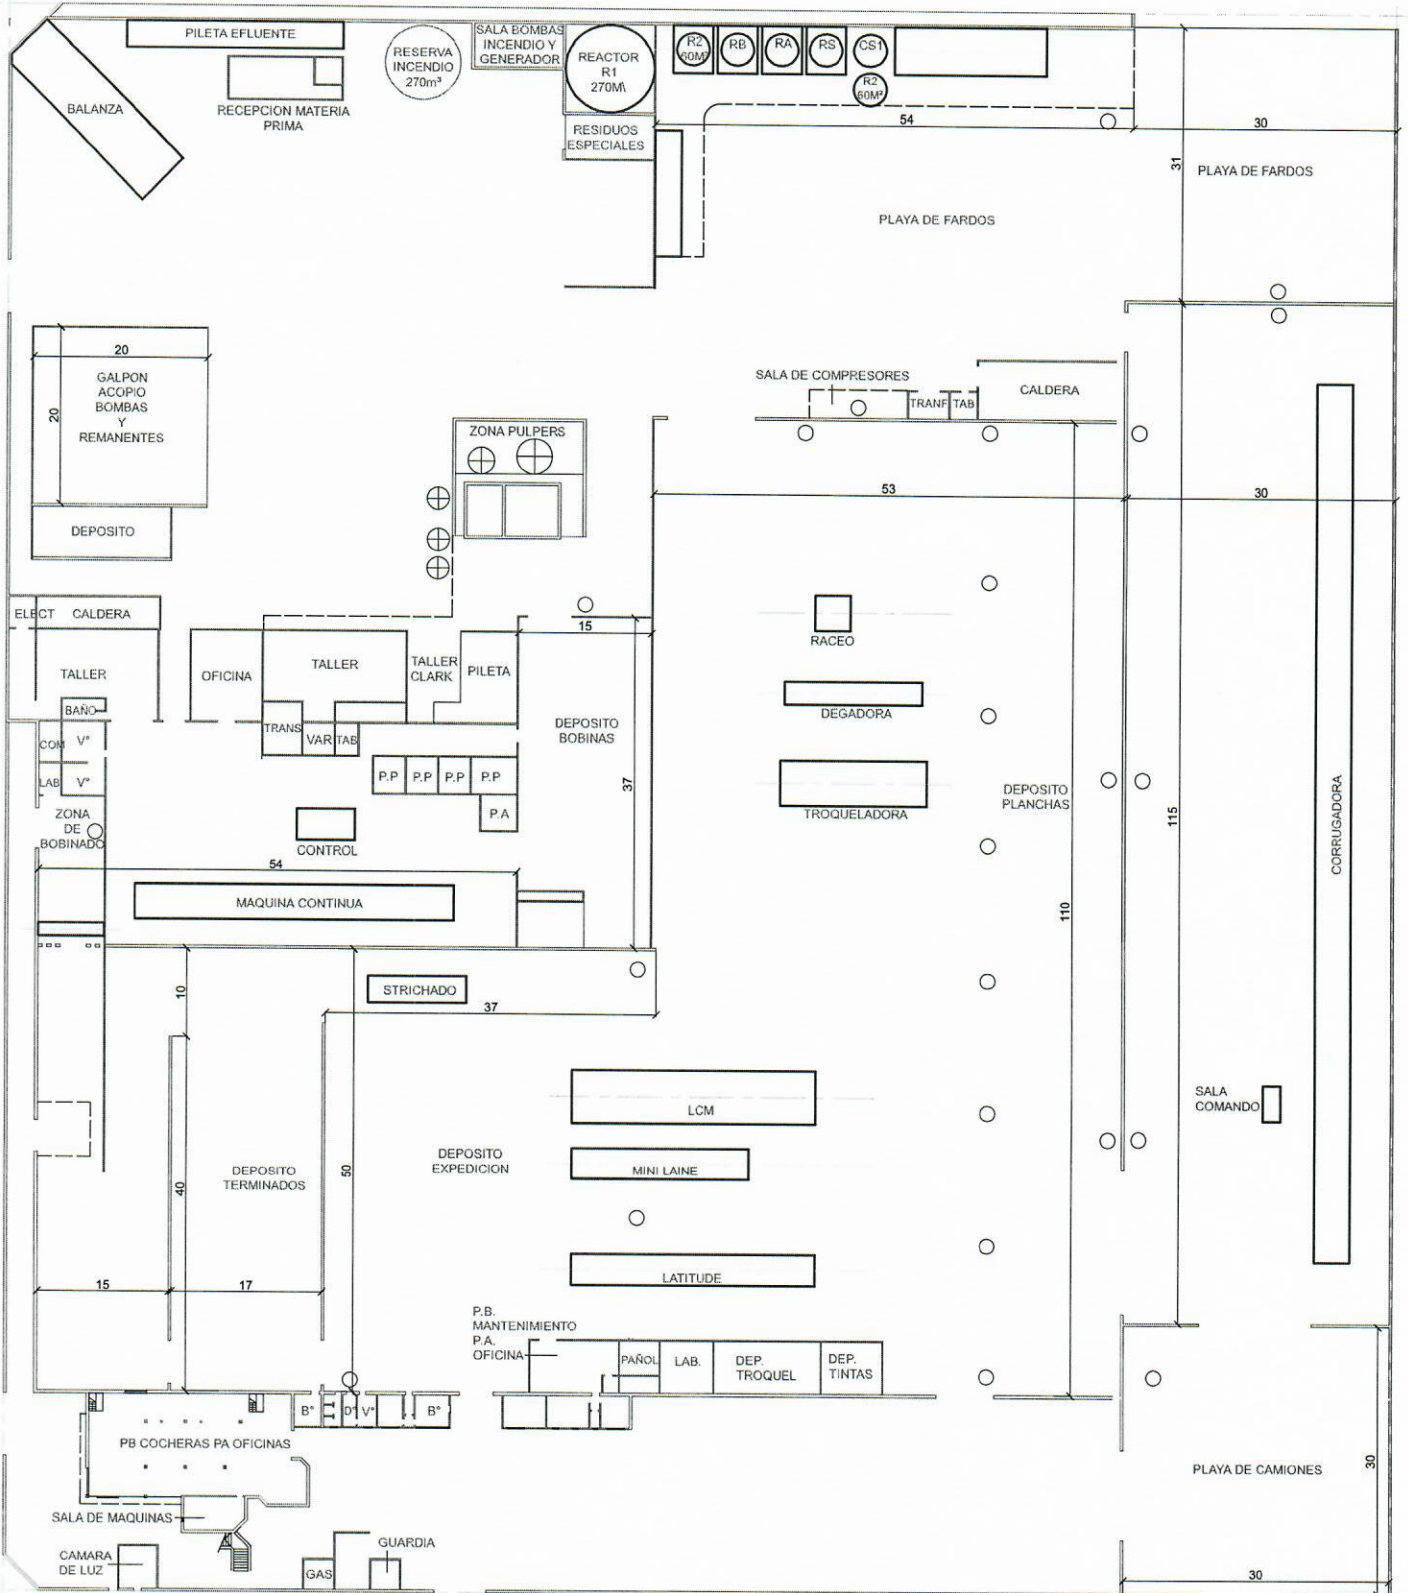 PILETA EFLUENTE
BALANZA
RECEPCION MATERIA
PRIMA
RESERVA
INCENDIO
270m³
SALA BOMBAS
INCENDIO Y
GENERADOR
REACTOR
R1
270M\
RESIDUOS
ESPECIALES
R2
60M³
RB
RA
RS
CS1
R2
60M³
54
30
31
PLAYA DE FARDOS
PLAYA DE FARDOS
20
20
GALPON
ACOPIO
BOMBAS
Y
REMANENTES
DEPOSITO
SALA DE COMPRESORES
TRANF
TAB
CALDERA
ZONA PULPERS
53
30
ELECT
CALDERA
TALLER
BAÑO
COM
V°
LAB
V°
ZONA
DE
BOBINADO
OFICINA
TALLER
TALLER
CLARK
PILETA
15
TRANS
VAR
TAB
P.P
P.P
P.P
P.P
P.A
DEPOSITO
BOBINAS
37
CONTROL
54
MAQUINA CONTINUA
RACEO
DEGADORA
TROQUELADORA
DEPOSITO
PLANCHAS
110
115
CORRUGADORA
STRICHADO
37
10
40
50
15
17
DEPOSITO
TERMINADOS
DEPOSITO
EXPEDICION
LCM
MINI LAINE
LATITUDE
SALA
COMANDO
P.B.
MANTENIMIENTO
P.A.
OFICINA
PAÑOL
LAB.
DEP.
TROQUEL
DEP.
TINTAS
B°
D°
V°
B°
PB COCHERAS PA OFICINAS
SALA DE MAQUINAS
CAMARA
DE LUZ
GAS
GUARDIA
PLAYA DE CAMIONES
30
30